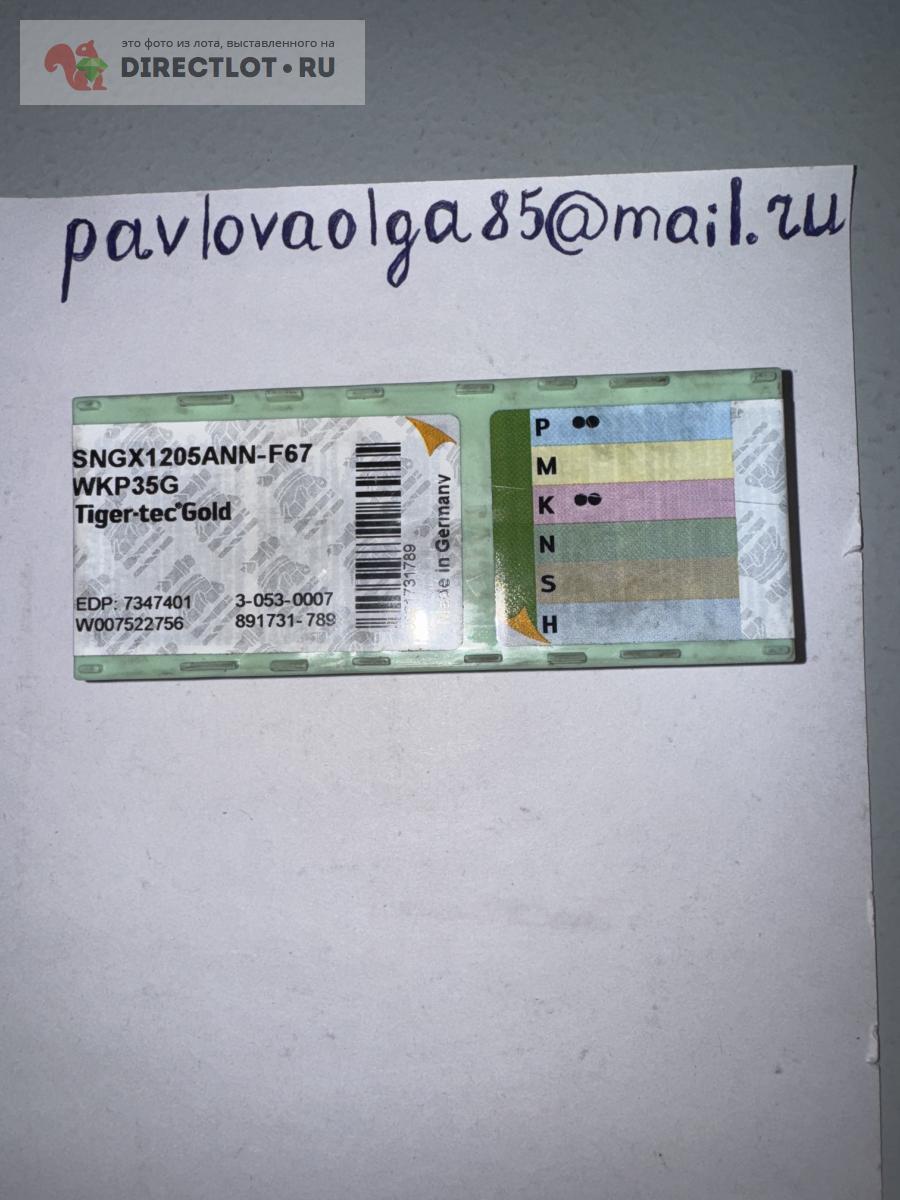 это фото из лота, выставленного на
DIRECTLOT•RU
pavlovaolga85@mail.ru
SNGX1205ANN-F67
WKP35G
Tiger·tec®Gold
EDP: 7347401 3-053-0007
W007522756 891731-789
731789
Made in Germany
P
M
K
N
S
H